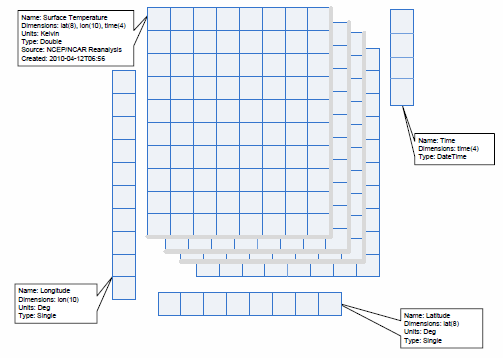 Name: Surface Temperature
Dimensions: lat(8), lon(10), time(4)
Units: Kelvin
Type: Double
Source: NCEP/NCAR Reanalysis
Created: 2010-04-12T06:56
Name: Time
Dimensions: time(4)
Type: DateTime
Name: Longitude
Dimensions: lon(10)
Units: Deg
Type: Single
Name: Latitude
Dimensions: lat(8)
Units: Deg
Type: Single